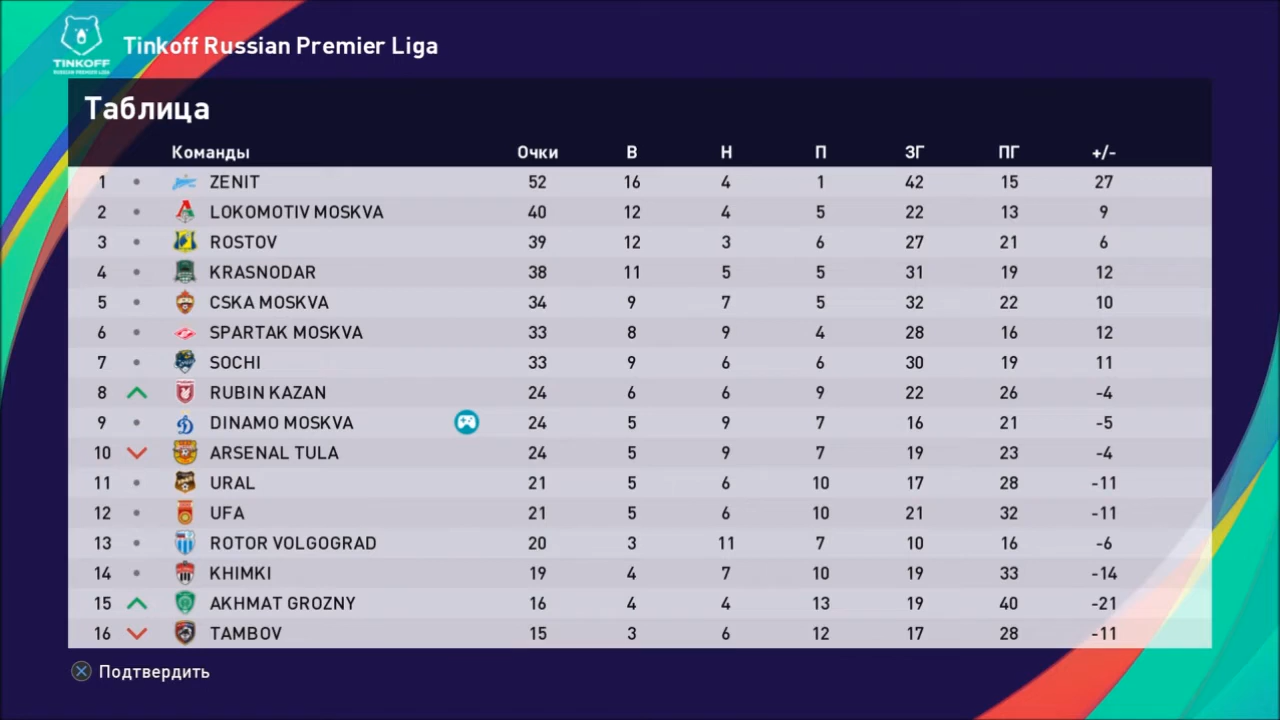 TINKOFF
RUSSIAN PREMIER LIGA
Tinkoff Russian Premier Liga
Таблица
Команды Очки В Н П ЗГ ПГ +/-
1 ZENIT 52 16 4 1 42 15 27
2 LOKOMOTIV MOSKVA 40 12 4 5 22 13 9
3 ROSTOV 39 12 3 6 27 21 6
4 KRASNODAR 38 11 5 5 31 19 12
5 CSKA MOSKVA 34 9 7 5 32 22 10
6 SPARTAK MOSKVA 33 8 9 4 28 16 12
7 SOCHI 33 9 6 6 30 19 11
8 RUBIN KAZAN 24 6 6 9 22 26 -4
9 DINAMO MOSKVA 24 5 9 7 16 21 -5
10 ARSENAL TULA 24 5 9 7 19 23 -4
11 URAL 21 5 6 10 17 28 -11
12 UFA 21 5 6 10 21 32 -11
13 ROTOR VOLGOGRAD 20 3 11 7 10 16 -6
14 KHIMKI 19 4 7 10 19 33 -14
15 AKHMAT GROZNY 16 4 4 13 19 40 -21
16 TAMBOV 15 3 6 12 17 28 -11
Подтвердить